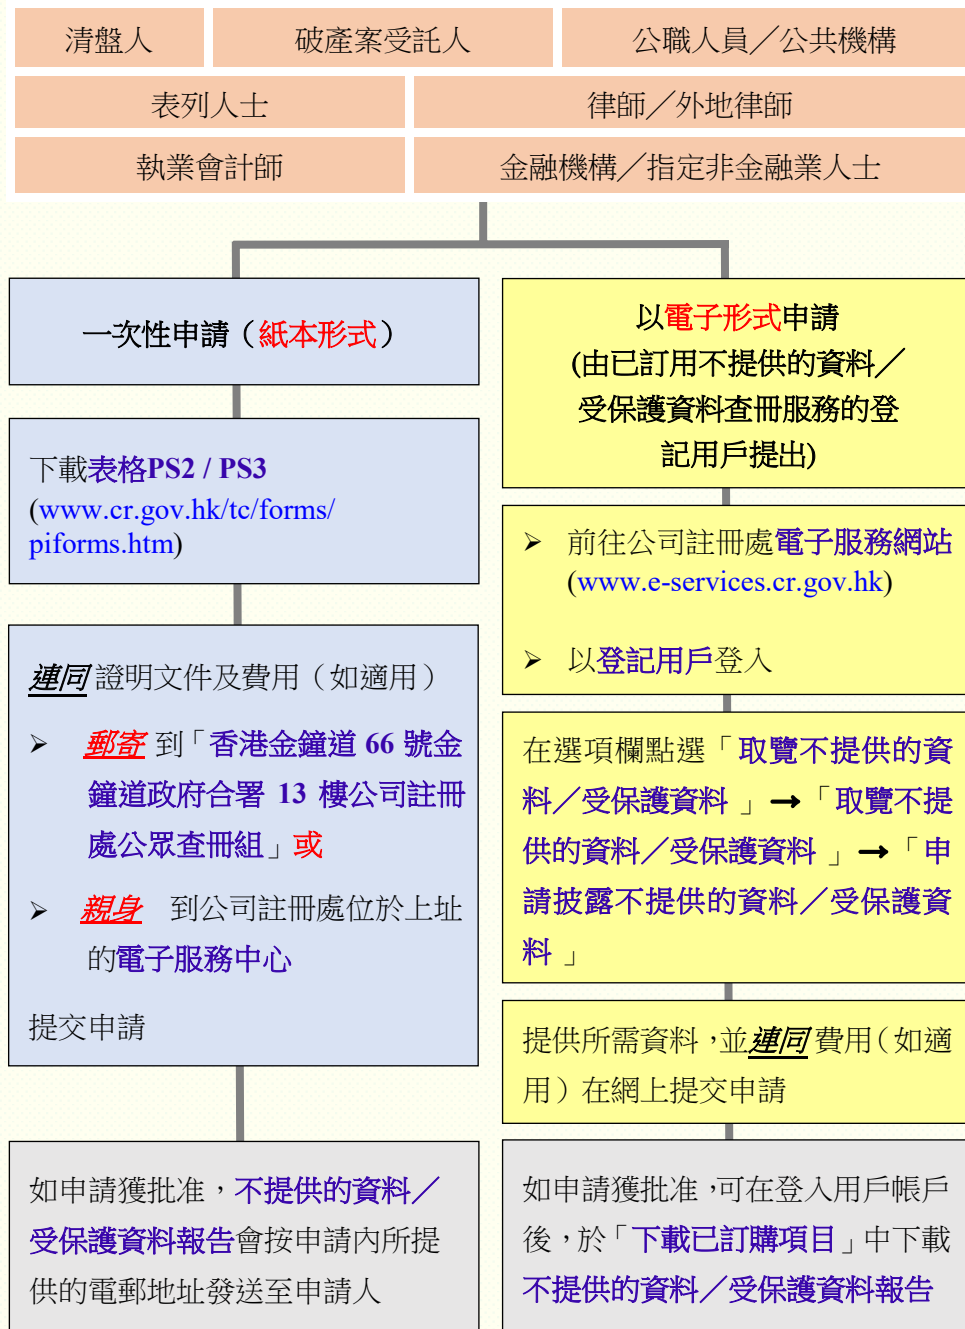 清盤人
破產案受託人
公職人員／公共機構
表列人士
律師／外地律師
執業會計師
金融機構／指定非金融業人士
一次性申請（紙本形式）
下載表格PS2 / PS3
(www.cr.gov.hk/tc/forms/
piforms.htm)
連同證明文件及費用（如適用）
➢ 郵寄 到「香港金鐘道 66 號金
鐘道政府合署 13 樓公司註冊
處公眾查冊組」或
➢ 親身 到公司註冊處位於上址
的電子服務中心
提交申請
如申請獲批准，不提供的資料／
受保護資料報告會按申請內所提
供的電郵地址發送至申請人
以電子形式申請
(由已訂用不提供的資料／
受保護資料查冊服務的登
記用戶提出)
➢ 前往公司註冊處電子服務網站
(www.e-services.cr.gov.hk)
➢ 以登記用戶登入
在選項欄點選「取覽不提供的資
料／受保護資料 」➞「取覽不提
供的資料／受保護資料 」➞「申
請披露不提供的資料／受保護資
料 」
提供所需資料，並連同費用（如適
用）在網上提交申請
如申請獲批准，可在登入用戶帳戶
後，於「下載已訂購項目」中下載
不提供的資料／受保護資料報告